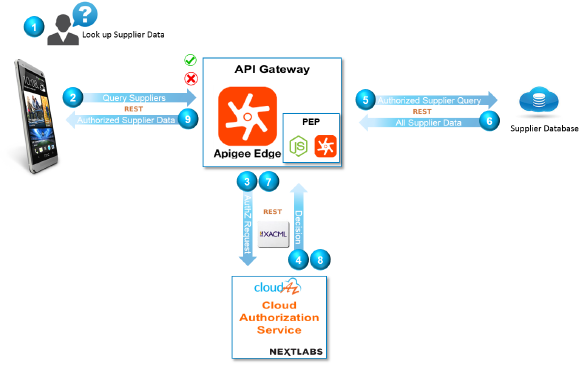 1
?
Look up Supplier Data
API Gateway
2
Query Suppliers
REST
Authorized Supplier Data
9
Apigee Edge
PEP
JS
5
Authorized Supplier Query
REST
All Supplier Data
6
Supplier Database
3
7
AuthZ Request
REST
XACML
Decision
4
8
cloudaz
Cloud
Authorization
Service
NEXTLABS